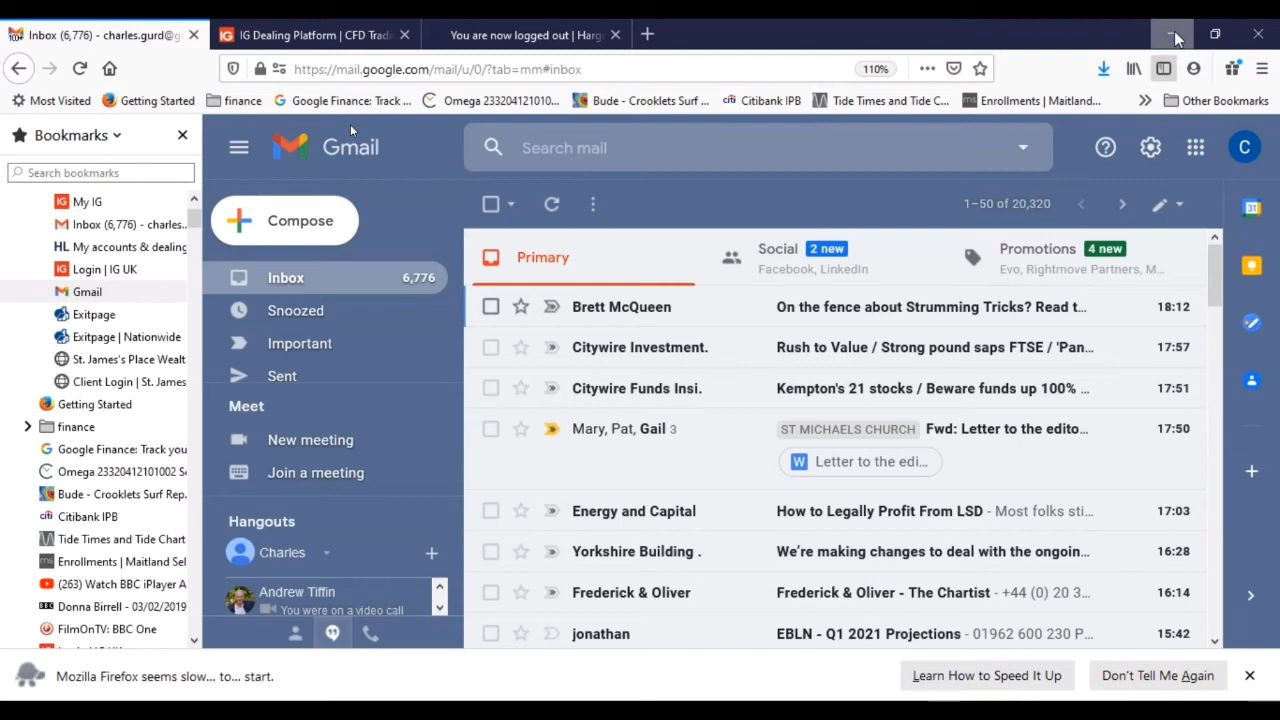 Inbox (6,776) - charles.gurd@g
IG Dealing Platform | CFD Tradi
You are now logged out | Harg
https://mail.google.com/mail/u/0/?tab=mm#inbox
110%
Most Visited
Getting Started
finance
Google Finance: Track ...
Omega 233204121010...
Bude - Crooklets Surf ...
Citibank IPB
Tide Times and Tide C...
Enrollments | Maitland...
Other Bookmarks
Bookmarks
Search bookmarks
My IG
Inbox (6,776) - charles..
HL My accounts & dealing
Login | IG UK
Gmail
Exitpage
Exitpage | Nationwide
St. James's Place Wealt
Client Login | St. James
Getting Started
finance
Google Finance: Track you
Omega 23320412101002 Se
Bude - Crooklets Surf Rep.
Citibank IPB
Tide Times and Tide Chart
Enrollments | Maitland Sel
(263) Watch BBC iPlayer A
Donna Birrell - 03/02/2019
FilmOnTV: BBC One
Gmail
Compose
Inbox 6,776
Snoozed
Important
Sent
Meet
New meeting
Join a meeting
Hangouts
Charles
Andrew Tiffin
You were on a video call
Search mail
C
1–50 of 20,320
Primary
Social 2 new
Facebook, LinkedIn
Promotions 4 new
Evo, Rightmove Partners, M...
Brett McQueen On the fence about Strumming Tricks? Read t... 18:12
Citywire Investment. Rush to Value / Strong pound saps FTSE / 'Pan... 17:57
Citywire Funds Insi. Kempton's 21 stocks / Beware funds up 100% ... 17:51
Mary, Pat, Gail 3 ST MICHAELS CHURCH Fwd: Letter to the edito... 17:50
W Letter to the edi...
Energy and Capital How to Legally Profit From LSD - Most folks sti... 17:03
Yorkshire Building . We're making changes to deal with the ongoin... 16:28
Frederick & Oliver Frederick & Oliver - The Chartist - +44 (0) 20 3... 16:14
jonathan EBLN - Q1 2021 Projections - 01962 600 230 P... 15:42
31
Mozilla Firefox seems slow... to... start.
Learn How to Speed It Up
Don't Tell Me Again